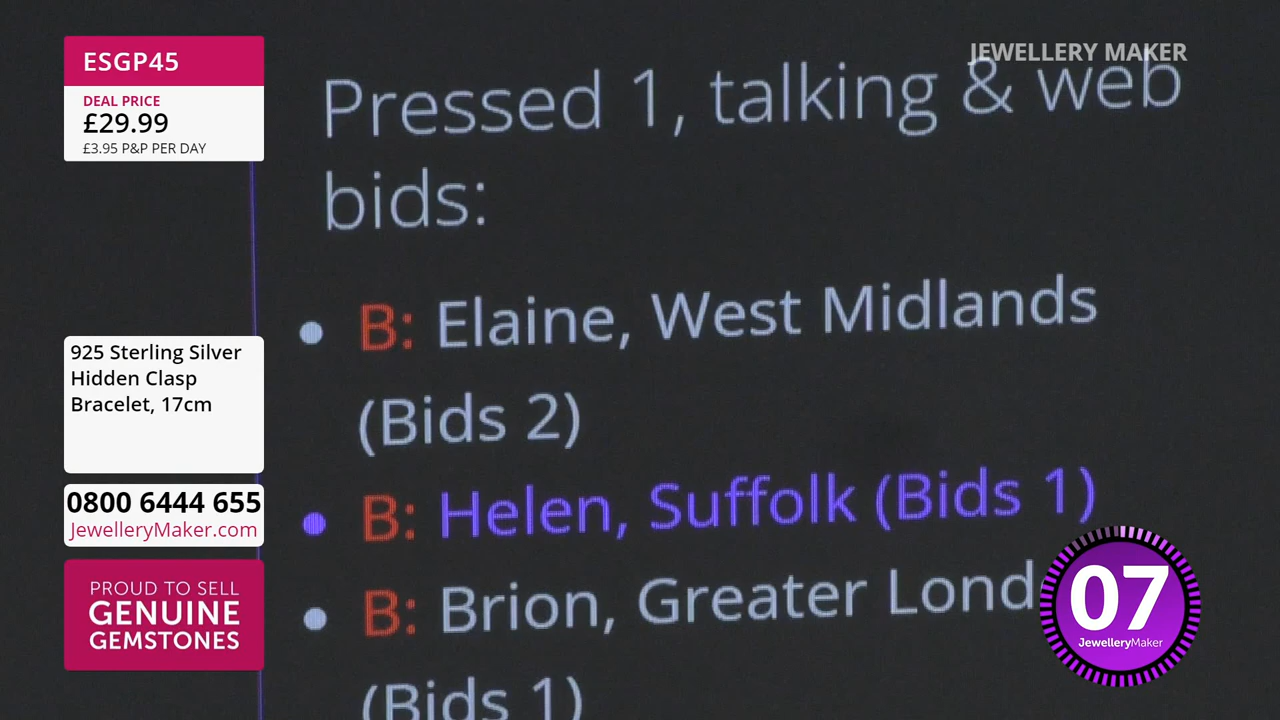 ESGP45
DEAL PRICE
£29.99
£3.95 P&P PER DAY
925 Sterling Silver
Hidden Clasp
Bracelet, 17cm
0800 6444 655
JewelleryMaker.com
PROUD TO SELL
GENUINE
GEMSTONES
JEWELLERY MAKER
Pressed 1, talking & web
bids:
• B: Elaine, West Midlands
(Bids 2)
• B: Helen, Suffolk (Bids 1)
• B: Brion, Greater Lond
(Bids 1)
07
JewelleryMaker